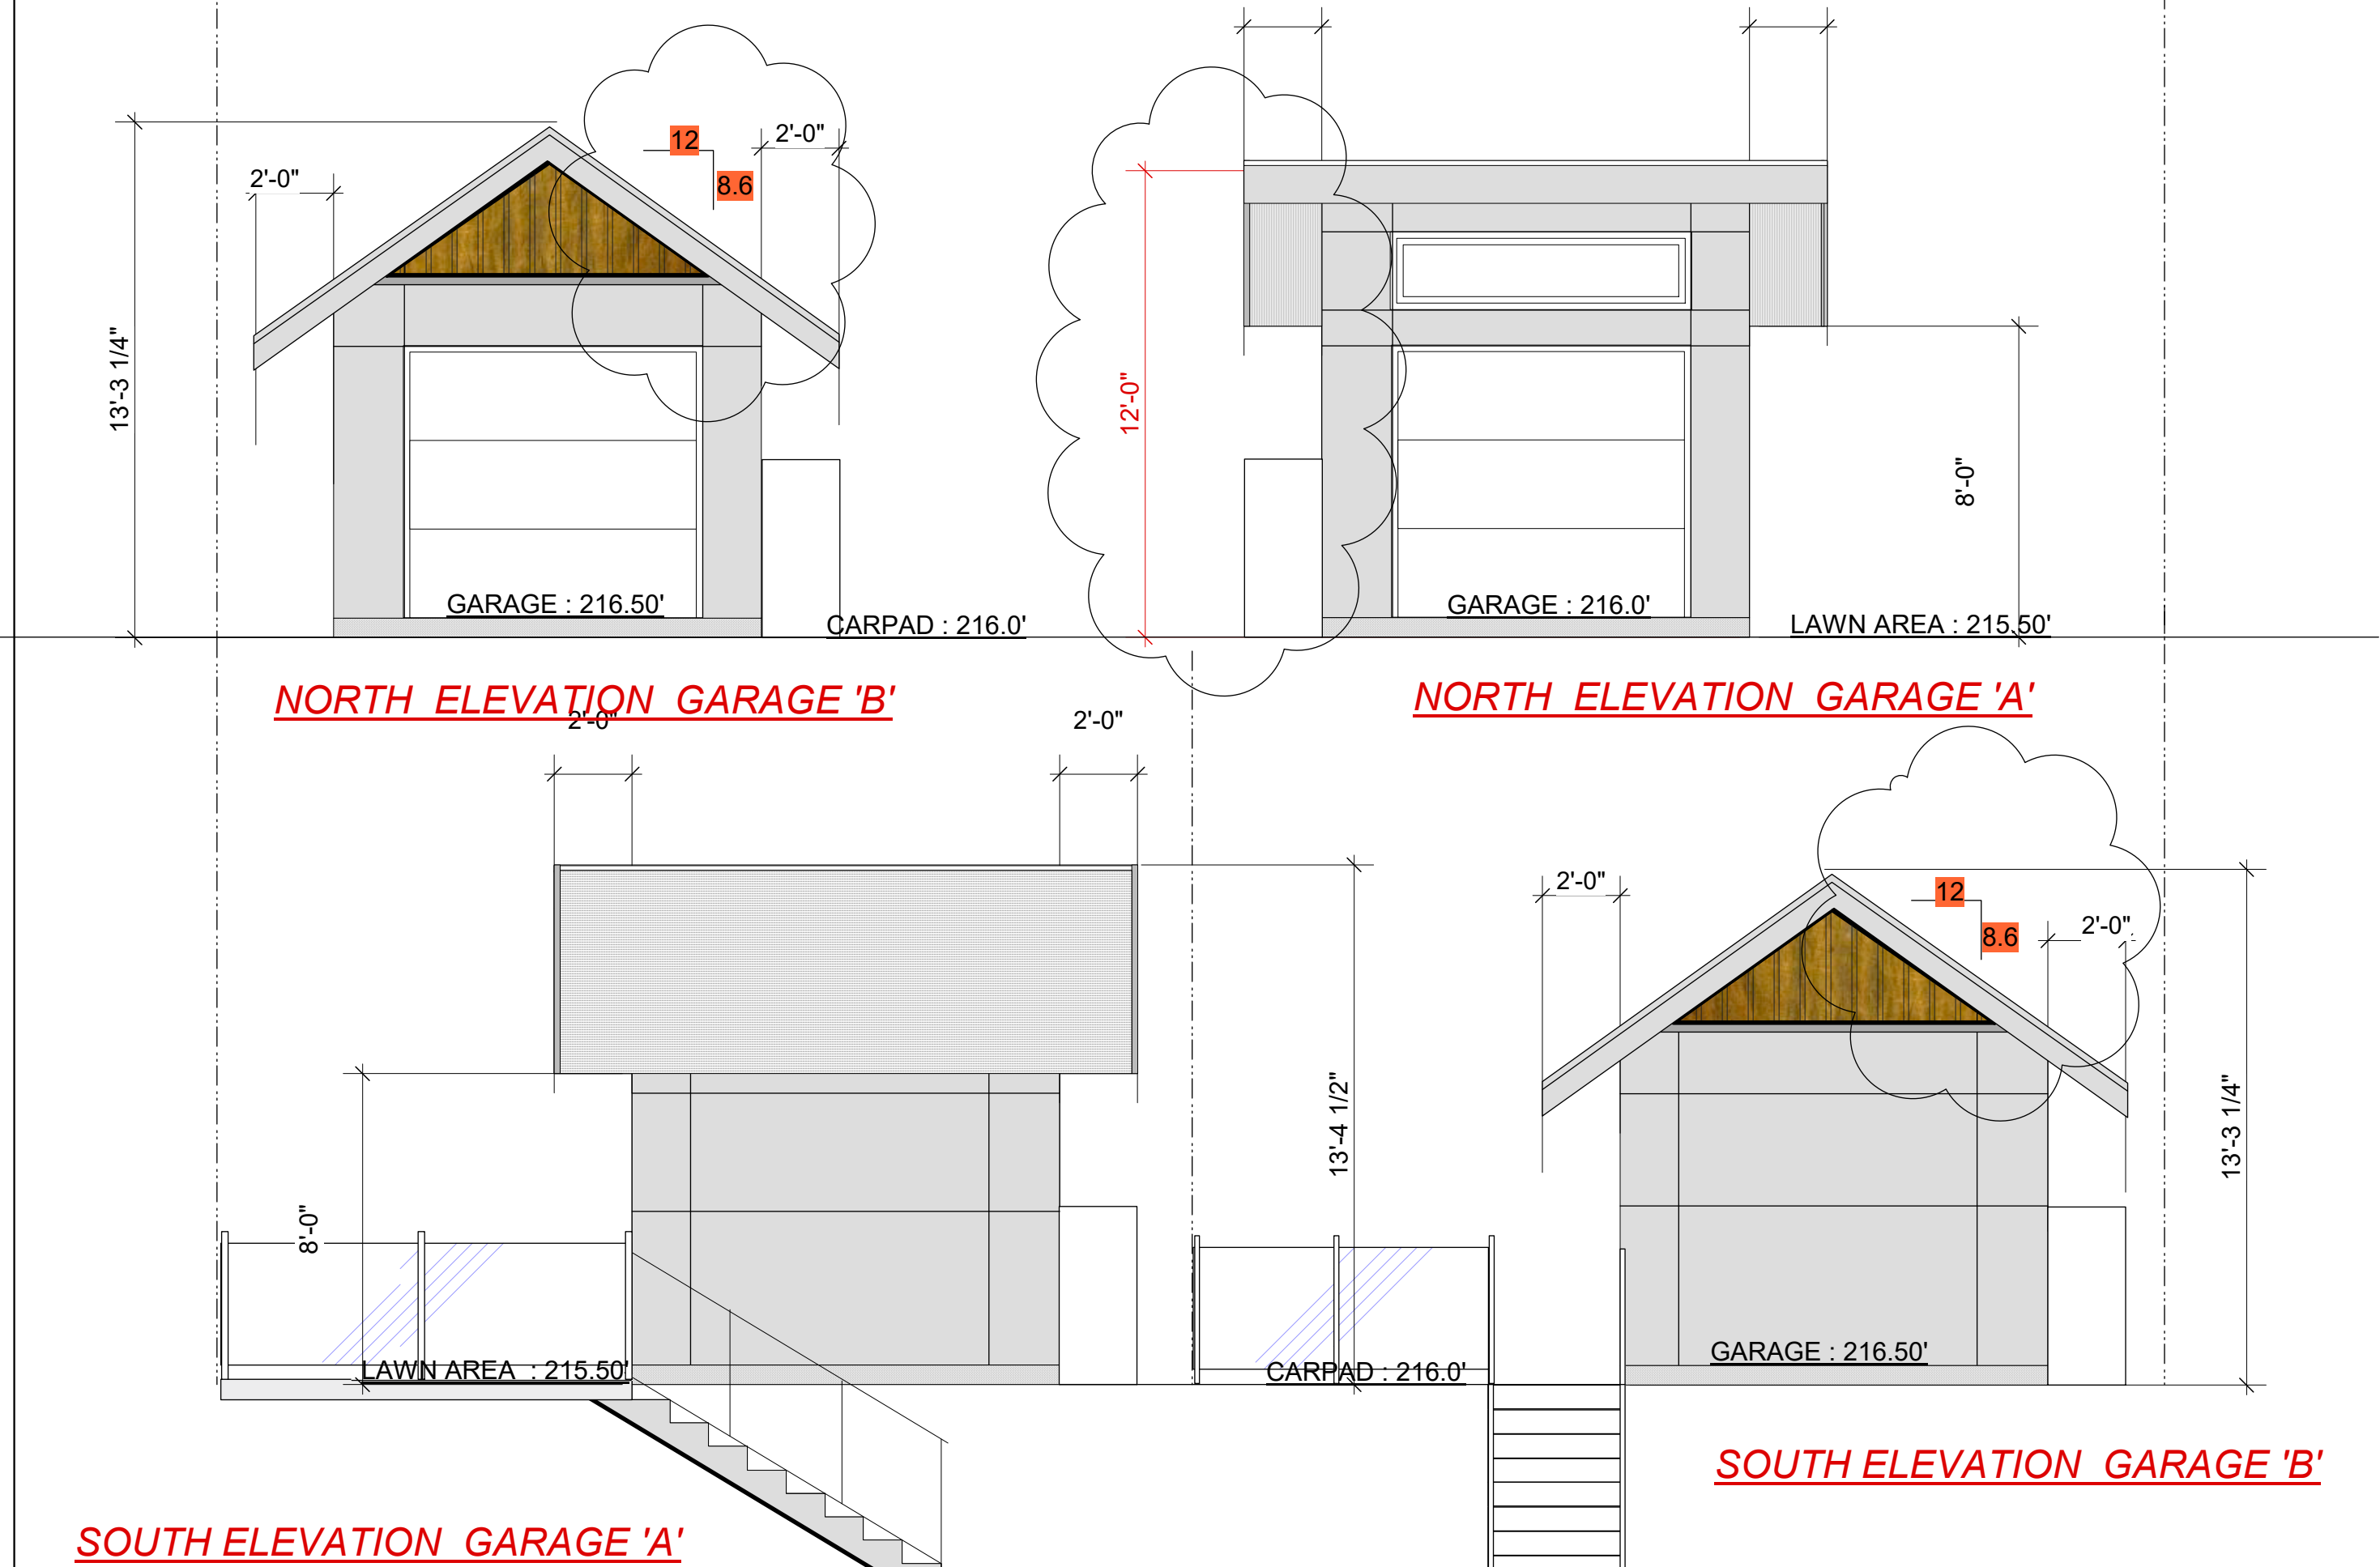 12
2'-0"
2'-0"
8.6
13'-3 1/4"
12'-0"
8'-0"
GARAGE : 216.50'
CARPAD : 216.0'
GARAGE : 216.0'
LAWN AREA : 215.50'
NORTH ELEVATION GARAGE 'B'
NORTH ELEVATION GARAGE 'A'
2'-0"
2'-0"
2'-0"
12
2'-0"
8.6
13'-4 1/2"
13'-3 1/4"
8'-0"
LAWN AREA : 215.50'
CARPAD : 216.0'
GARAGE : 216.50'
SOUTH ELEVATION GARAGE 'B'
SOUTH ELEVATION GARAGE 'A'